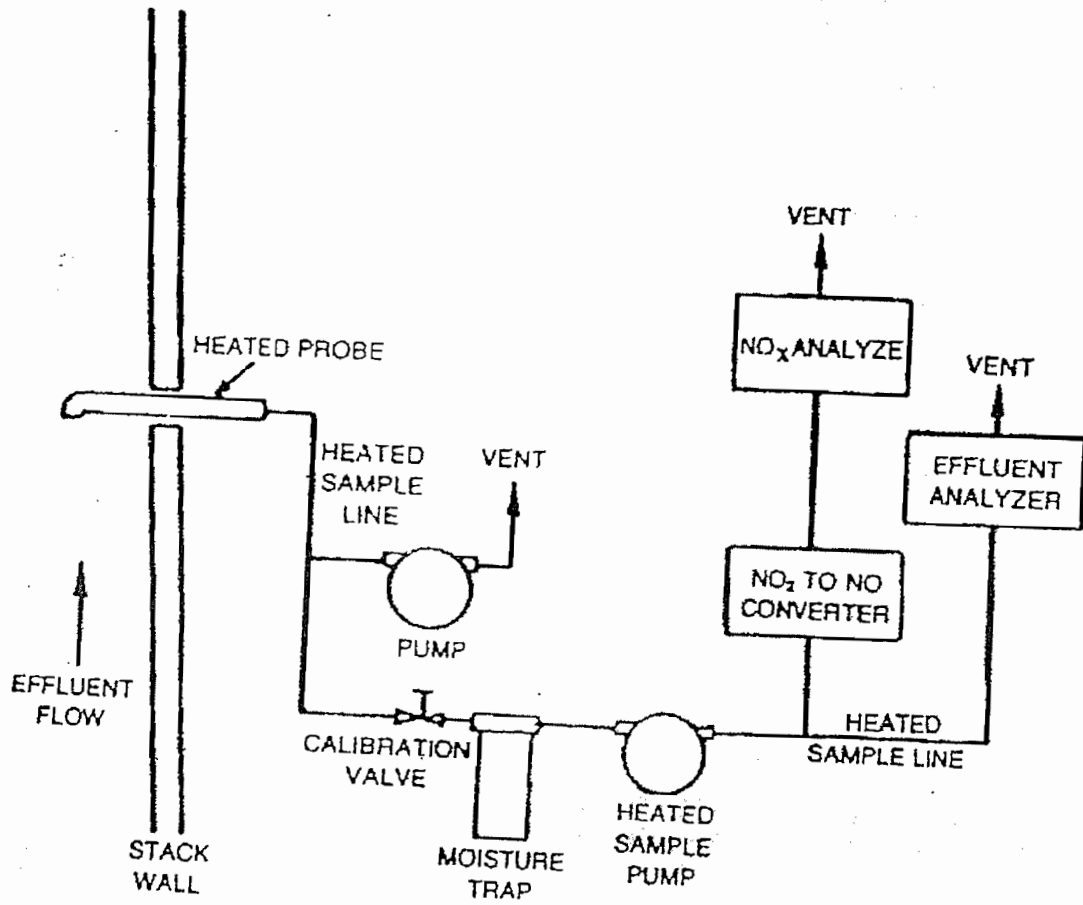 VENT
NOX ANALYZE
HEATED PROBE
VENT
HEATED
SAMPLE
LINE
VENT
EFFLUENT
ANALYZER
NO₂ TO NO
CONVERTER
PUMP
EFFLUENT
FLOW
CALIBRATION
VALVE
HEATED
SAMPLE LINE
HEATED
SAMPLE
PUMP
MOISTURE
TRAP
STACK
WALL